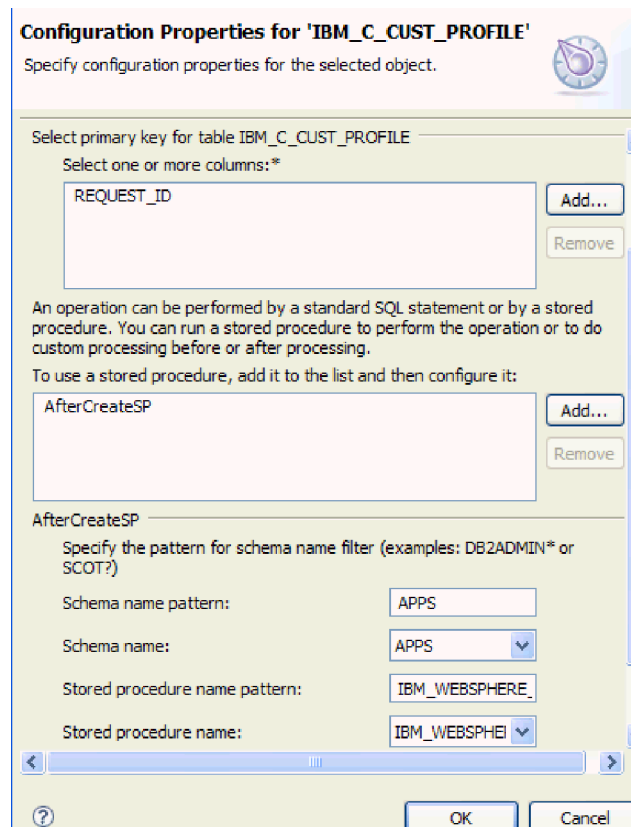 Configuration Properties for 'IBM_C_CUST_PROFILE'
Specify configuration properties for the selected object.
Select primary key for table IBM_C_CUST_PROFILE
Select one or more columns:*
REQUEST_ID
Add...
Remove
An operation can be performed by a standard SQL statement or by a stored
procedure. You can run a stored procedure to perform the operation or to do
custom processing before or after processing.
To use a stored procedure, add it to the list and then configure it:
AfterCreateSP
Add...
Remove
AfterCreateSP
Specify the pattern for schema name filter (examples: DB2ADMIN* or
SCOT?)
Schema name pattern: APPS
Schema name: APPS
Stored procedure name pattern: IBM_WEBSPHERE_
Stored procedure name: IBM_WEBSPHE
?
OK Cancel